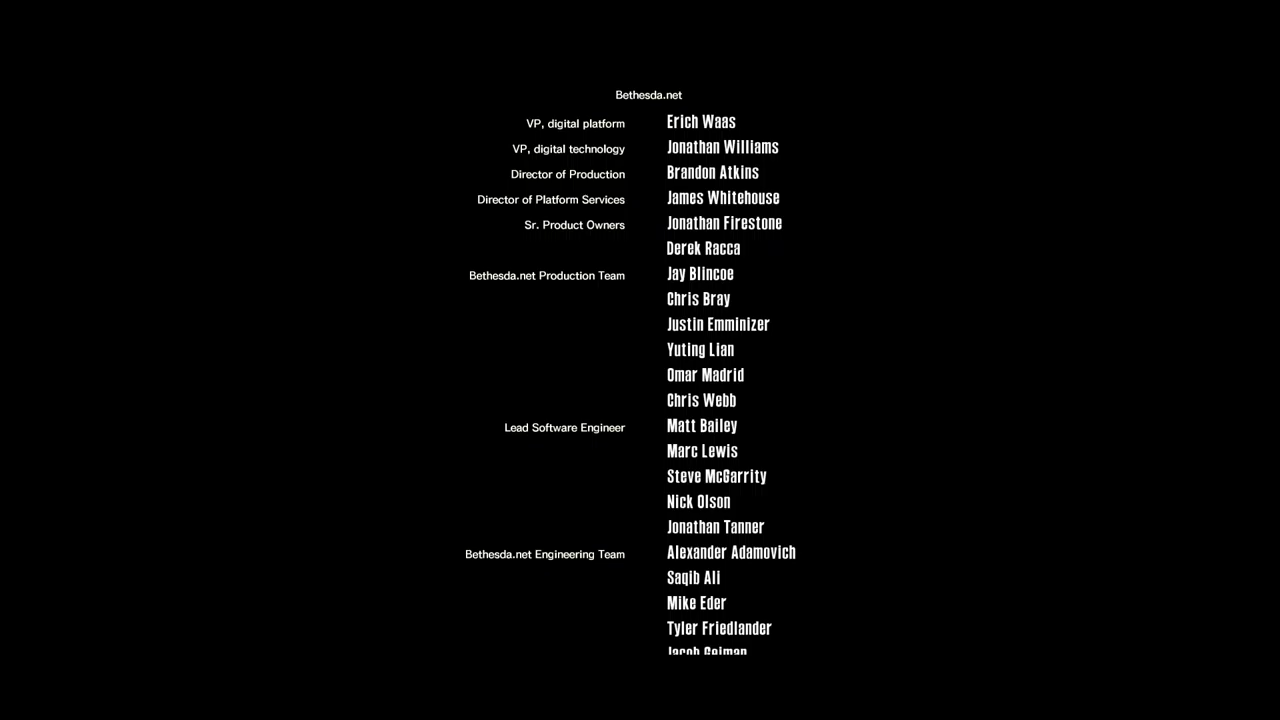 Bethesda.net
VP, digital platform Erich Waas
VP, digital technology Jonathan Williams
Director of Production Brandon Atkins
Director of Platform Services James Whitehouse
Sr. Product Owners Jonathan Firestone
Derek Racca
Bethesda.net Production Team Jay Blincoe
Chris Bray
Justin Emminizer
Yuting Lian
Omar Madrid
Chris Webb
Lead Software Engineer Matt Bailey
Marc Lewis
Steve McGarrity
Nick Olson
Jonathan Tanner
Bethesda.net Engineering Team Alexander Adamovich
Saqib Ali
Mike Eder
Tyler Friedlander
Jacob